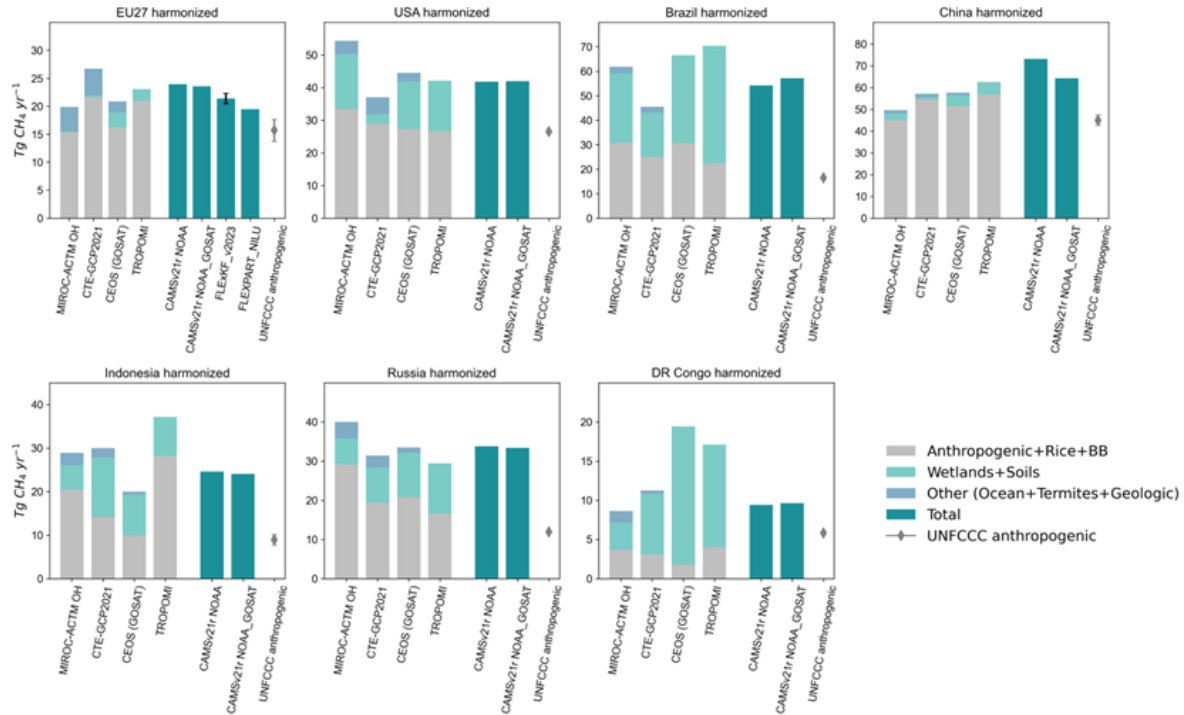 EU27 harmonized
Tg CH4 yr−1
30
25
20
15
10
5
0
MIROC-ACTM OH
CTE-GCP2021
CEOS (GOSAT)
TROPOMI
CAMSv21r NOAA
CAMSv21r NOAA_GOSAT
FLExKF_v2023
FLEXPART_NILU
UNFCCC anthropogenic
USA harmonized
50
40
30
20
10
0
MIROC-ACTM OH
CTE-GCP2021
CEOS (GOSAT)
TROPOMI
CAMSv21r NOAA
CAMSv21r NOAA_GOSAT
UNFCCC anthropogenic
Brazil harmonized
70
60
50
40
30
20
10
0
MIROC-ACTM OH
CTE-GCP2021
CEOS (GOSAT)
TROPOMI
CAMSv21r NOAA
CAMSv21r NOAA_GOSAT
UNFCCC anthropogenic
China harmonized
80
70
60
50
40
30
20
10
0
MIROC-ACTM OH
CTE-GCP2021
CEOS (GOSAT)
TROPOMI
CAMSv21r NOAA
CAMSv21r NOAA_GOSAT
UNFCCC anthropogenic
Indonesia harmonized
Tg CH4 yr−1
40
30
20
10
0
MIROC-ACTM OH
CTE-GCP2021
CEOS (GOSAT)
TROPOMI
CAMSv21r NOAA
CAMSv21r NOAA_GOSAT
UNFCCC anthropogenic
Russia harmonized
40
30
20
10
0
MIROC-ACTM OH
CTE-GCP2021
CEOS (GOSAT)
TROPOMI
CAMSv21r NOAA
CAMSv21r NOAA_GOSAT
UNFCCC anthropogenic
DR Congo harmonized
20
15
10
5
0
MIROC-ACTM OH
CTE-GCP2021
CEOS (GOSAT)
TROPOMI
CAMSv21r NOAA
CAMSv21r NOAA_GOSAT
UNFCCC anthropogenic
Anthropogenic+Rice+BB
Wetlands+Soils
Other (Ocean+Termites+Geologic)
Total
UNFCCC anthropogenic